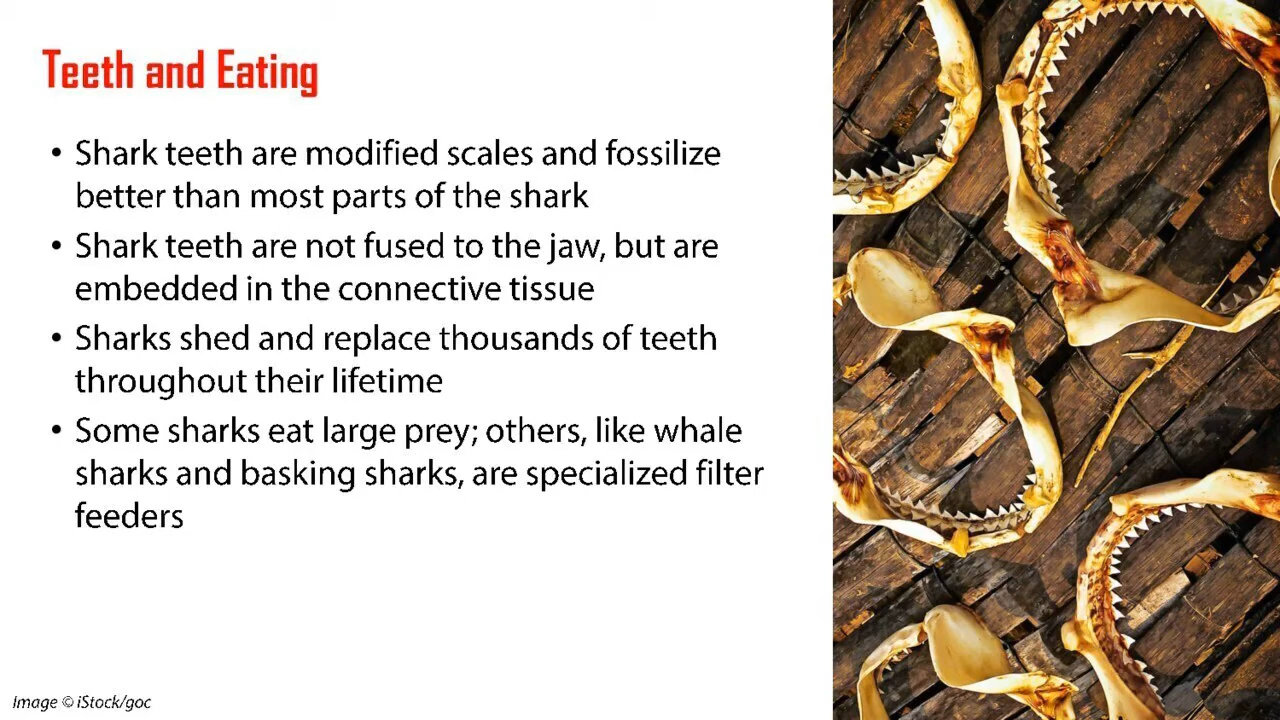 Teeth and Eating
• Shark teeth are modified scales and fossilize
better than most parts of the shark
• Shark teeth are not fused to the jaw, but are
embedded in the connective tissue
• Sharks shed and replace thousands of teeth
throughout their lifetime
• Some sharks eat large prey; others, like whale
sharks and basking sharks, are specialized filter
feeders
Image © iStock/goc